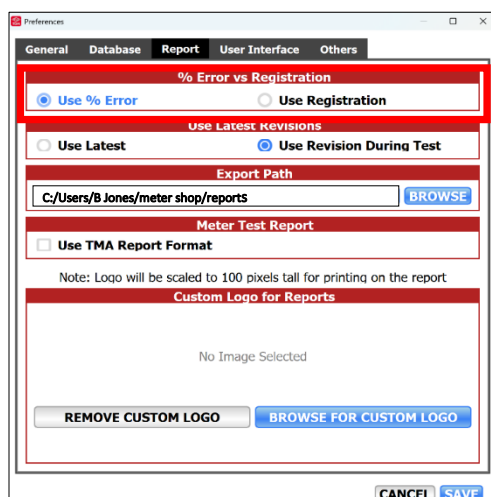 Preferences
General Database Report User Interface Others
% Error vs Registration
Use % Error Use Registration
Use Latest Revisions
Use Latest Use Revision During Test
Export Path
C:/Users/B Jones/meter shop/reports BROWSE
Meter Test Report
Use TMA Report Format
Note: Logo will be scaled to 100 pixels tall for printing on the report
Custom Logo for Reports
No Image Selected
REMOVE CUSTOM LOGO BROWSE FOR CUSTOM LOGO
CANCEL SAVE